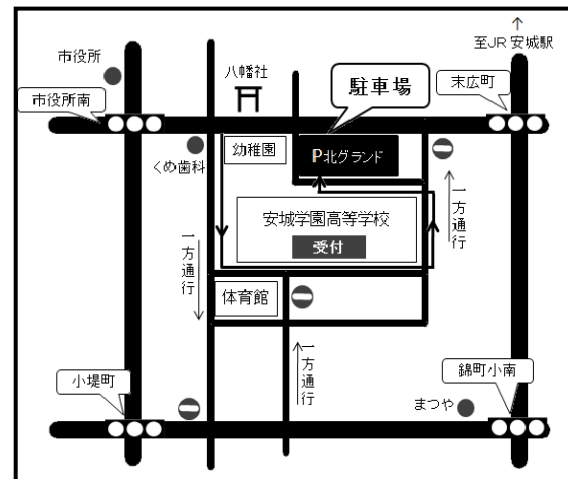 ↑
至JR 安城駅
市役所
八幡社
駐車場
末広町
市役所南
くめ歯科
幼稚園
P北グランド
一方通行
安城学園高等学校
受付
一方通行
体育館
一方通行
小堤町
まつや
錦町小南